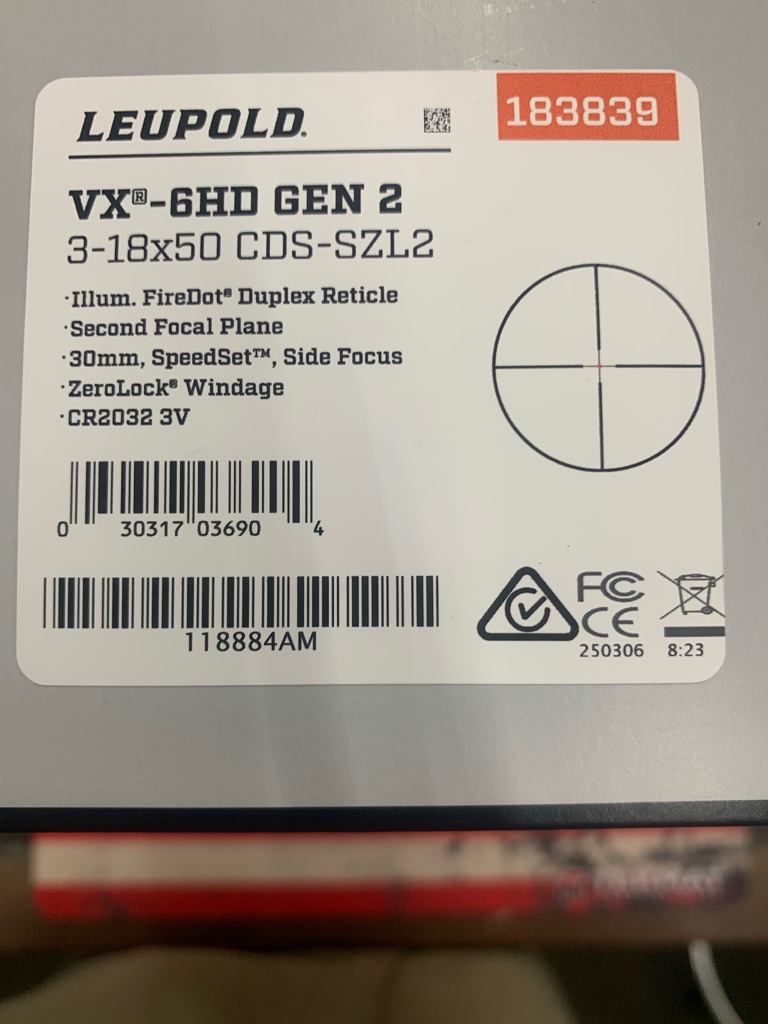 LEUPOLD.
183839
VX®-6HD GEN 2
3-18x50 CDS-SZL2
·Illum. FireDot® Duplex Reticle
·Second Focal Plane
·30mm, SpeedSet™, Side Focus
·ZeroLock® Windage
·CR2032 3V
0 30317 03690 4
118884AM
FC
CE
250306 8:23